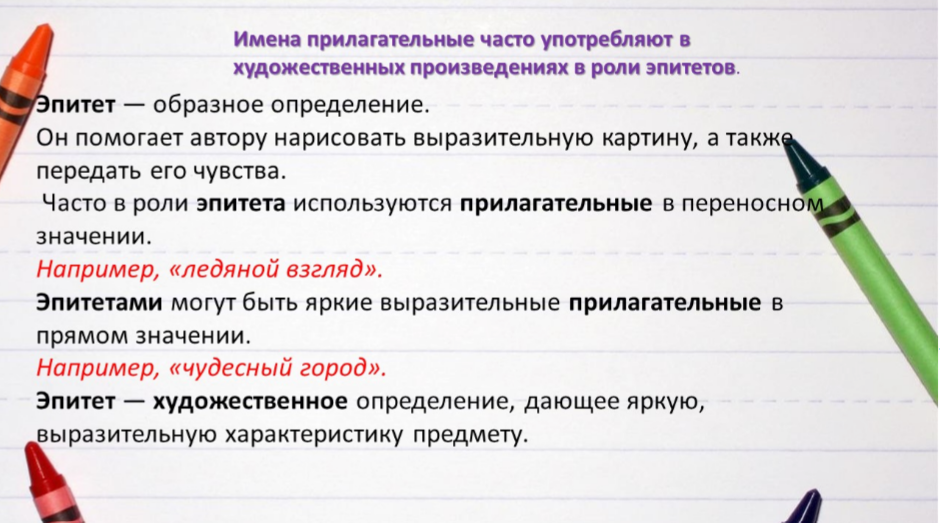 Имена прилагательные часто употребляют в
художественных произведениях в роли эпитетов.
Эпитет — образное определение.
Он помогает автору нарисовать выразительную картину, а также
передать его чувства.
Часто в роли эпитета используются прилагательные в переносном
значении.
Например, «ледяной взгляд».
Эпитетами могут быть яркие выразительные прилагательные в
прямом значении.
Например, «чудесный город».
Эпитет — художественное определение, дающее яркую,
выразительную характеристику предмету.